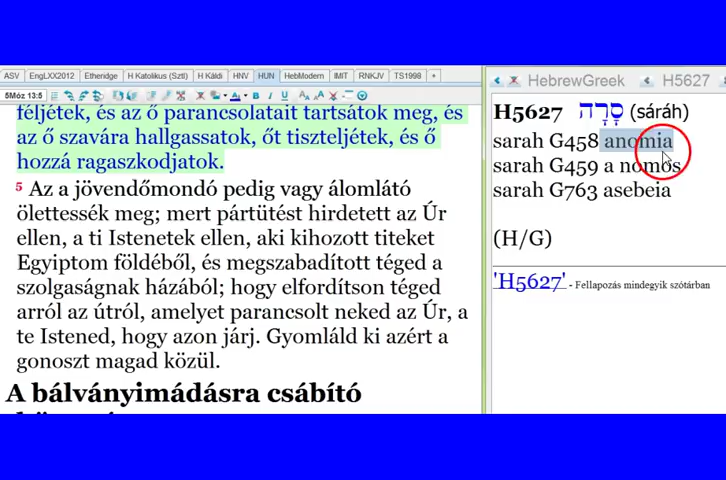 ASV EngLXX2012 Etheridge H Katolikus (SztI) H Káldi HNV HUN HebModern IMIT RNKJV TS1998 +
5Móz 13:5
féljétek, és az ő parancsolatait tartsátok meg, és
az ő szavára hallgassatok, őt tiszteljétek, és ő
hozzá ragaszkodjatok.
5 Az a jövendőmondó pedig vagy álomlátó
ölettessék meg; mert pártütést hirdetett az Úr
ellen, a ti Istenetek ellen, aki kihozott titeket
Egyiptom földéből, és megszabadított téged a
szolgaságnak házából; hogy elfordítson téged
arról az útról, amelyet parancsolt neked az Úr, a
te Istened, hogy azon járj. Gyomláld ki azért a
gonoszt magad közül.
A bálványimádásra csábító
HebrewGreek H5627
H5627 סָרָה (sáráh)
sarah G458 anomia
sarah G459 a nomos
sarah G763 asebeia
(H/G)
'H5627' - Fellapozás mindegyik szótárban